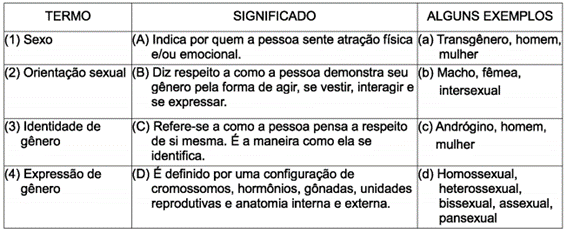 TERMO SIGNIFICADO ALGUNS EXEMPLOS
(1) Sexo (A) Indica por quem a pessoa sente atração física (a) Transgênero, homem,
e/ou emocional. mulher
(2) Orientação sexual (B) Diz respeito a como a pessoa demonstra seu (b) Macho, fêmea,
gênero pela forma de agir, se vestir, interagir e intersexual
se expressar.
(3) Identidade de (C) Refere-se a como a pessoa pensa a respeito (c) Andrógino, homem,
gênero de si mesma. É a maneira como ela se mulher
identifica.
(4) Expressão de (D) É definido por uma configuração de (d) Homossexual,
gênero cromossomos, hormônios, gônadas, unidades heterossexual,
reprodutivas e anatomia interna e externa. bissexual, assexual,
pansexual